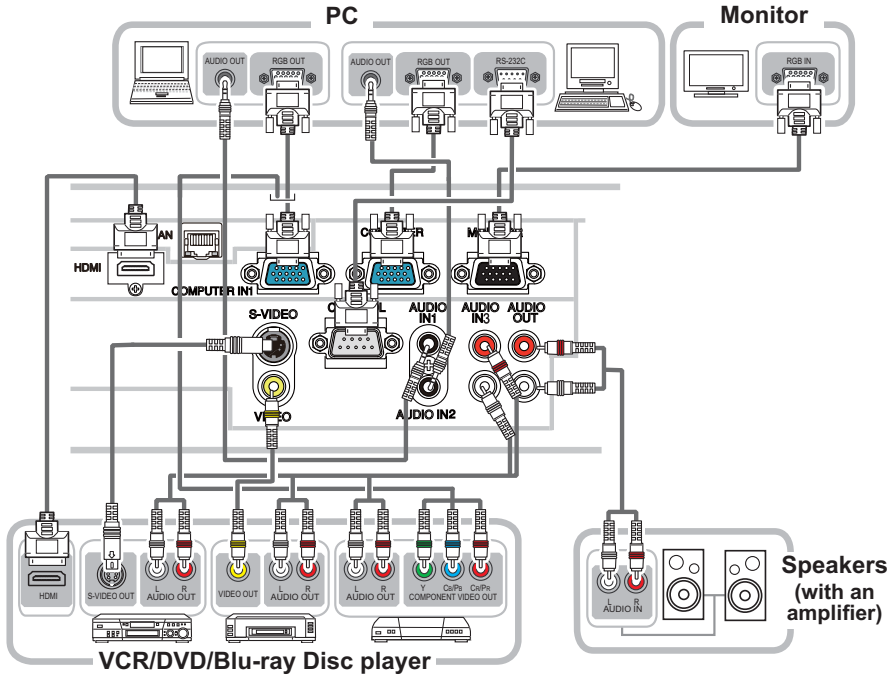 PC
Monitor
AUDIO OUT
RGB OUT
AUDIO OUT
RGB OUT
RS-232C
RGB IN
AN
HDMI
COMPUTER IN1
S-VIDEO
AUDIO IN1
AUDIO IN3
AUDIO OUT
AUDIO IN2
HDMI
S-VIDEO OUT
L R
AUDIO OUT
VIDEO OUT
L R
AUDIO OUT
L R
AUDIO OUT
Y CB/PB CR/PR
COMPONENT VIDEO OUT
L R
AUDIO IN
Speakers
(with an
amplifier)
VCR/DVD/Blu-ray Disc player